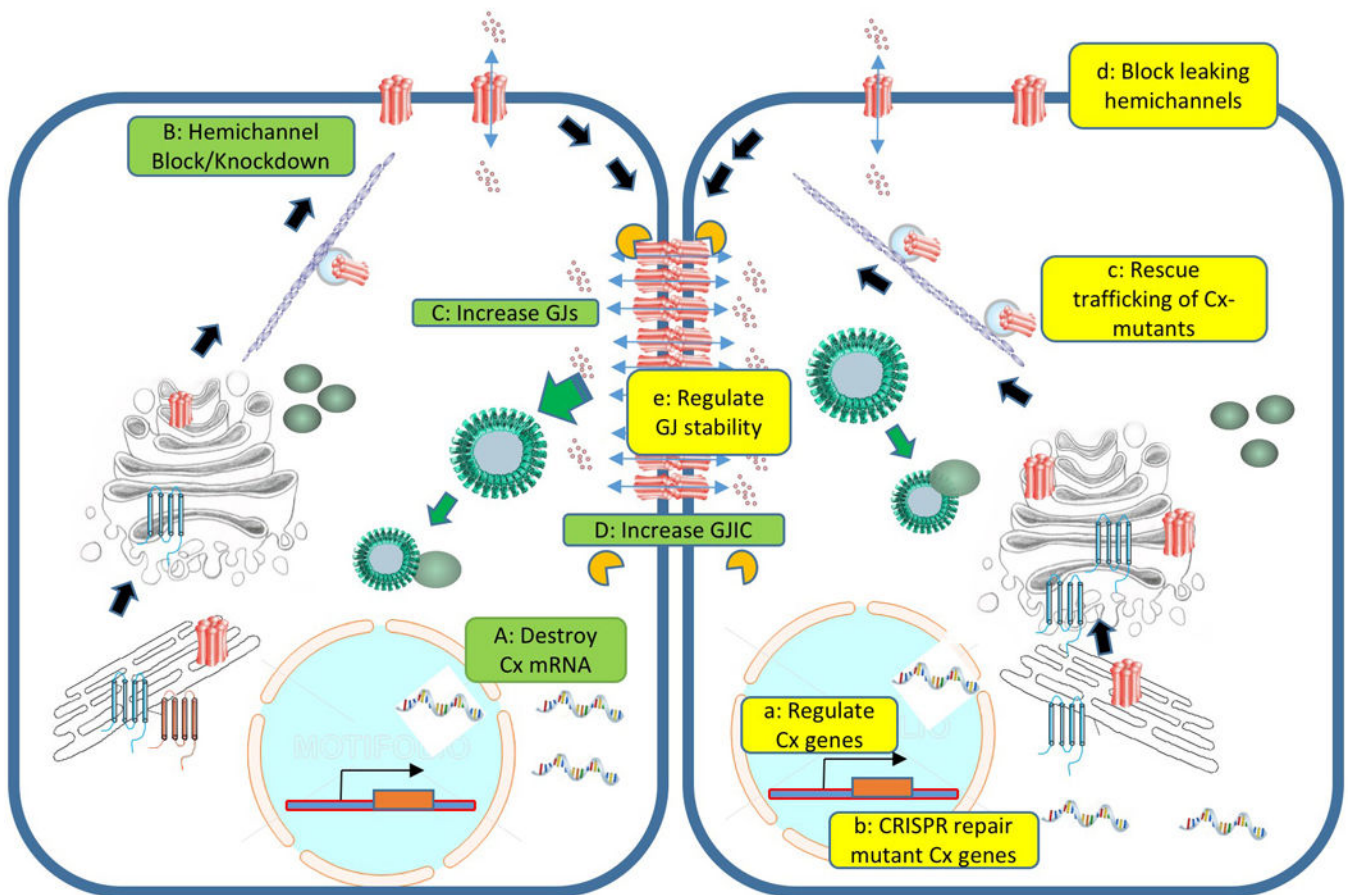 B: Hemichannel
Block/Knockdown
d: Block leaking
hemichannels
C: Increase GJs
c: Rescue
trafficking of Cx-
mutants
e: Regulate
GJ stability
D: Increase GJIC
A: Destroy
Cx mRNA
MOTIFOLIO
LIO
a: Regulate
Cx genes
b: CRISPR repair
mutant Cx genes